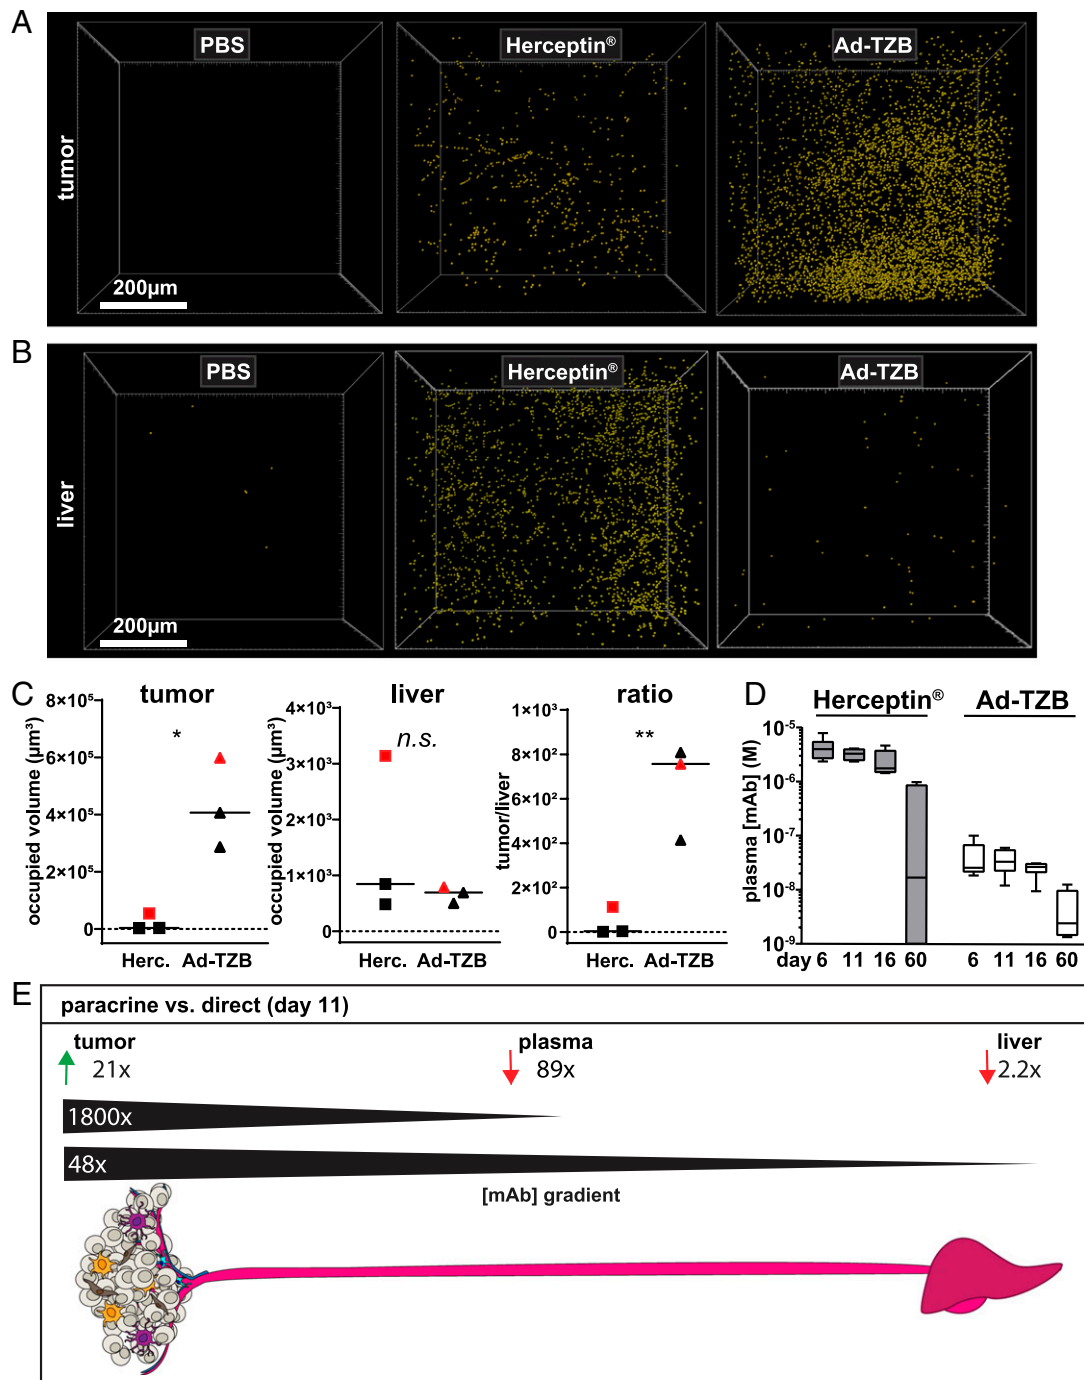 A
PBS
Herceptin®
Ad-TZB
tumor
200μm
B
PBS
Herceptin®
Ad-TZB
liver
200μm
C
tumor
liver
ratio
occupied volume (μm³)
8×10⁵
6×10⁵
4×10⁵
2×10⁵
0
*
Herc. Ad-TZB
occupied volume (μm³)
4×10³
3×10³
2×10³
1×10³
0
n.s.
Herc. Ad-TZB
tumor/liver
1×10³
8×10²
6×10²
4×10²
2×10²
0
**
Herc. Ad-TZB
D
Herceptin®
Ad-TZB
plasma [mAb] (M)
10⁻⁵
10⁻⁶
10⁻⁷
10⁻⁸
10⁻⁹
day 6 11 16 60 6 11 16 60
E
paracrine vs. direct (day 11)
tumor plasma liver
21x 89x 2.2x
1800x
48x
[mAb] gradient